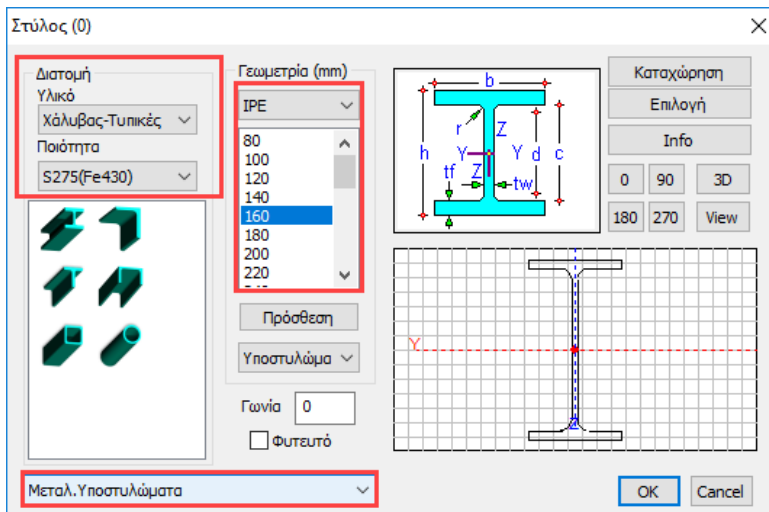 Στύλος (0)
Διατομή
Υλικό
Χάλυβας-Τυπικές
Ποιότητα
S275(Fe430)
Γεωμετρία (mm)
IPE
80
100
120
140
160
180
200
220
Πρόσθεση
Υποστυλώμα
Γωνία 0
Φυτευτό
Μεταλ.Υποστυλώματα
b
r Z
h Y Y d c
tf Z tw
Καταχώρηση
Επιλογή
Info
0 90 3D
180 270 View
Y
Z
OK Cancel